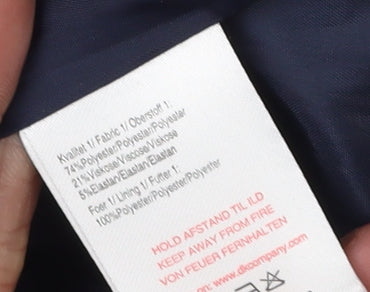 Kvalitet 1/ Fabric 1/ Oberstoff 1:
74%Polyester/Polyester/Polyester
21%Viscose/Viscose/Viskose
5%Elastan/Elastan/Elastan
Foer 1/ Lining 1/ Futter 1:
100%Polyester/Polyester/Polyester
HOLD AFSTAND TIL ILD
KEEP AWAY FROM FIRE
VON FEUER FERNHALTEN
on: www.dkcompany.com